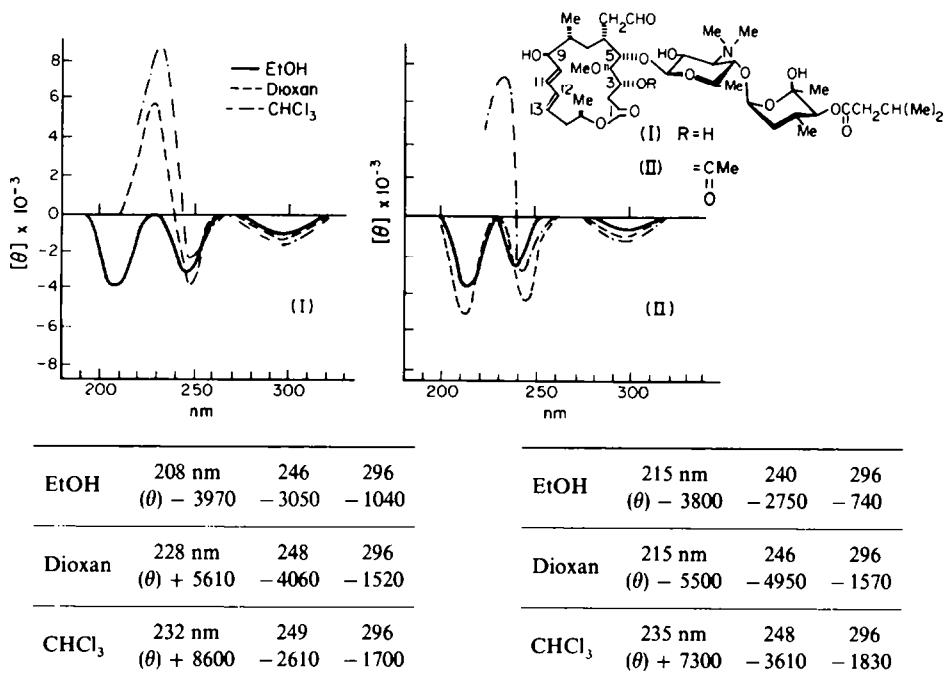 [θ] x 10⁻³
8
6
4
2
0
-2
-4
-6
-8
EtOH
Dioxan
CHCl₃
(I)
200 250 300
nm
[θ] x 10⁻³
(II)
200 250 300
nm
Me CH₂CHO
HO 9 5 MeO 3 OR
11 12 13 Me 1 O O
HO Me N Me O O Me
O OH Me OCCH₂CH(Me)₂ O Me
(I) R=H
(II) =CMe
O
EtOH 208 nm 246 296
(θ) − 3970 −3050 −1040
Dioxan 228 nm 248 296
(θ) + 5610 −4060 −1520
CHCl₃ 232 nm 249 296
(θ) + 8600 −2610 −1700
EtOH 215 nm 240 296
(θ) − 3800 −2750 −740
Dioxan 215 nm 246 296
(θ) − 5500 −4950 −1570
CHCl₃ 235 nm 248 296
(θ) + 7300 −3610 −1830